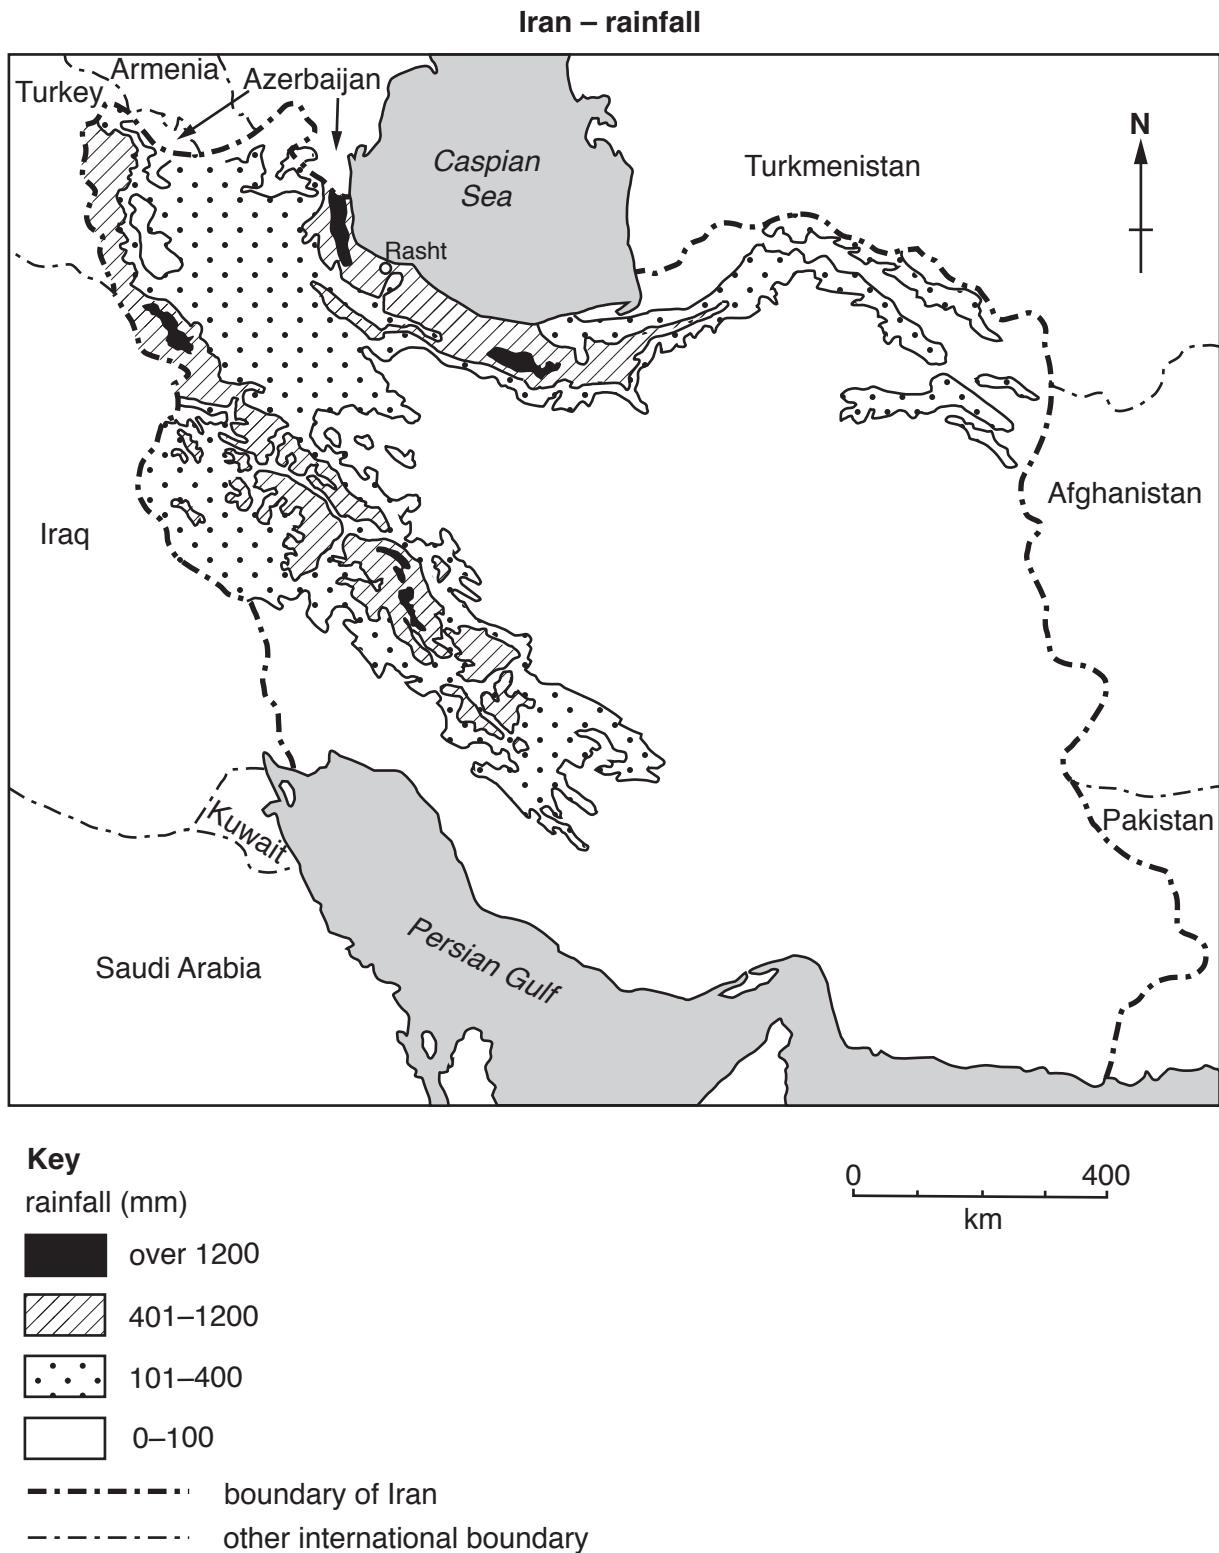 Iran – rainfall
Armenia
Azerbaijan
Turkey
Caspian
Sea
Turkmenistan
N
Rasht
Afghanistan
Iraq
Kuwait
Pakistan
Saudi Arabia
Persian Gulf
Key
rainfall (mm)
over 1200
401–1200
101–400
0–100
boundary of Iran
other international boundary
0 400
km